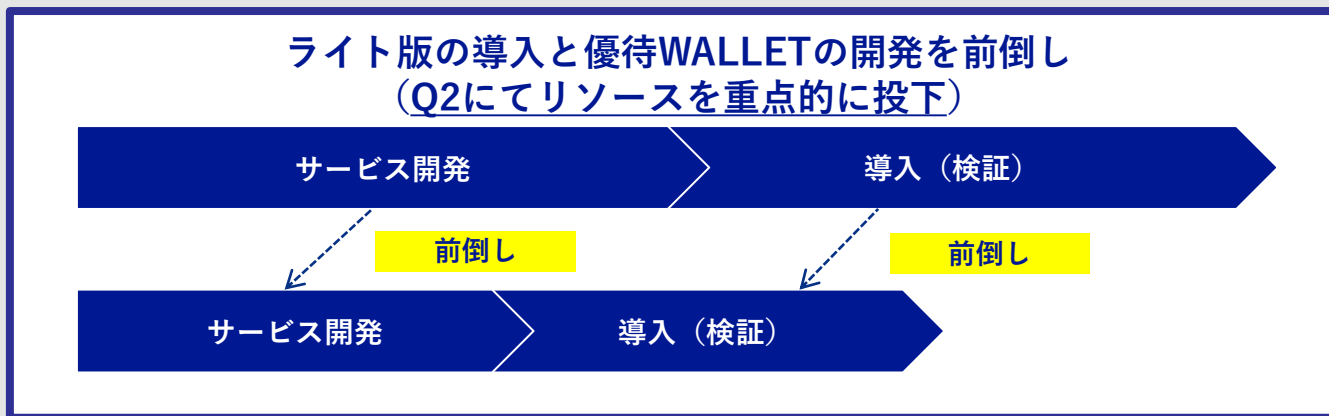 ライト版の導入と優待WALLETの開発を前倒し
（Q2にてリソースを重点的に投下）
サービス開発
導入（検証）
前倒し
前倒し
サービス開発
導入（検証）